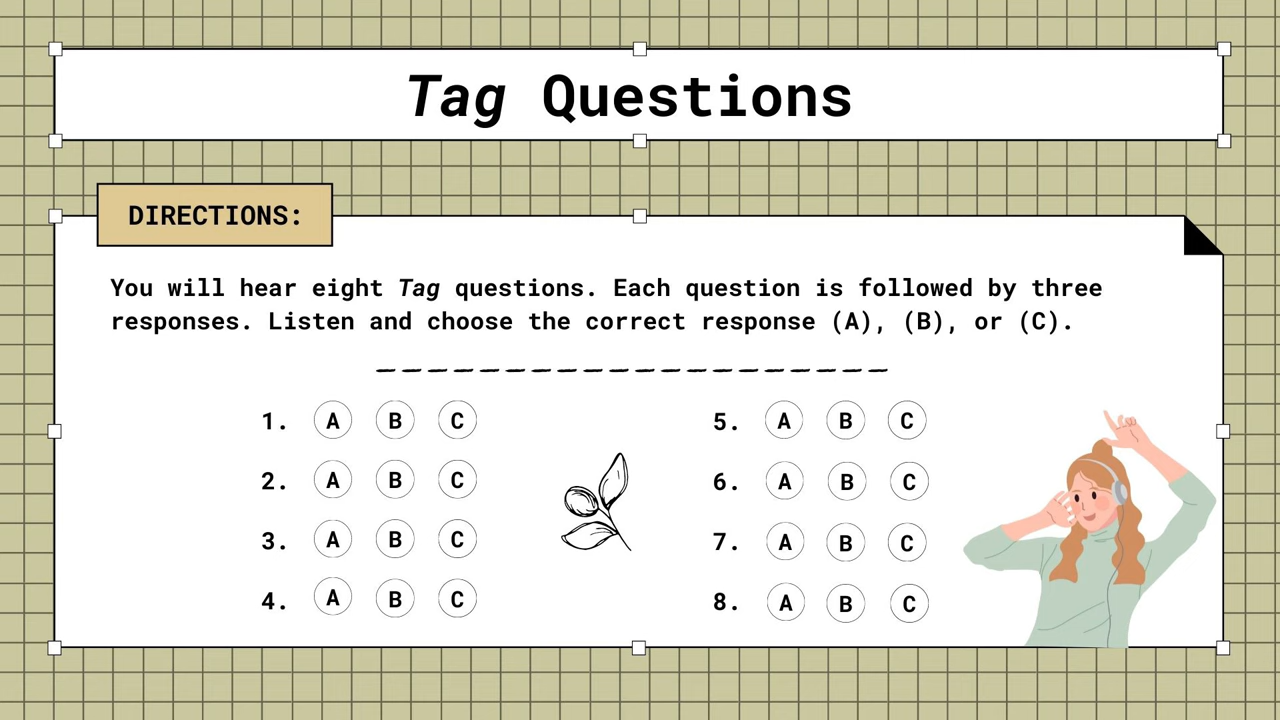 Tag Questions
DIRECTIONS:
You will hear eight Tag questions. Each question is followed by three
responses. Listen and choose the correct response (A), (B), or (C).
1. A B C
2. A B C
3. A B C
4. A B C
5. A B C
6. A B C
7. A B C
8. A B C